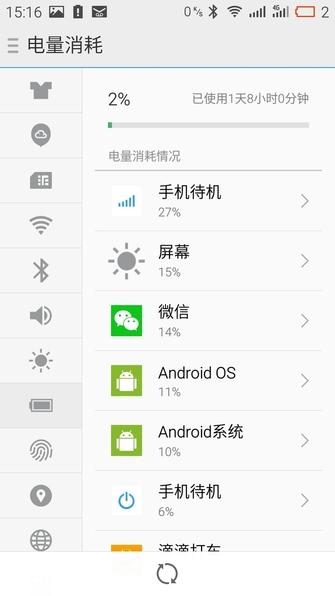 15:16
0 K/s
4G
2
电量消耗
2%
已使用1天8小时0分钟
电量消耗情况
手机待机
27%
屏幕
15%
微信
14%
Android OS
11%
Android系统
10%
手机待机
6%
滴滴打车